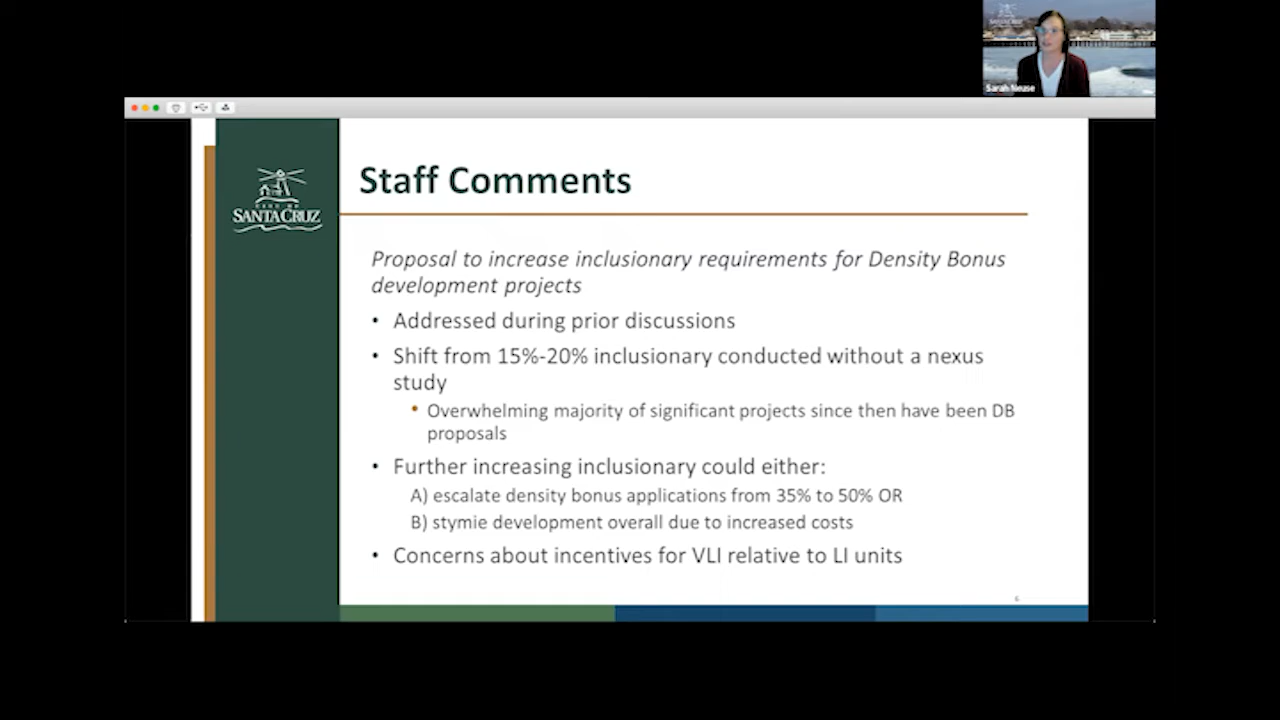 Sarah Neuse
Staff Comments
SANTA CRUZ
Proposal to increase inclusionary requirements for Density Bonus
development projects
• Addressed during prior discussions
• Shift from 15%-20% inclusionary conducted without a nexus
study
• Overwhelming majority of significant projects since then have been DB
proposals
• Further increasing inclusionary could either:
A) escalate density bonus applications from 35% to 50% OR
B) stymie development overall due to increased costs
• Concerns about incentives for VLI relative to LI units
6